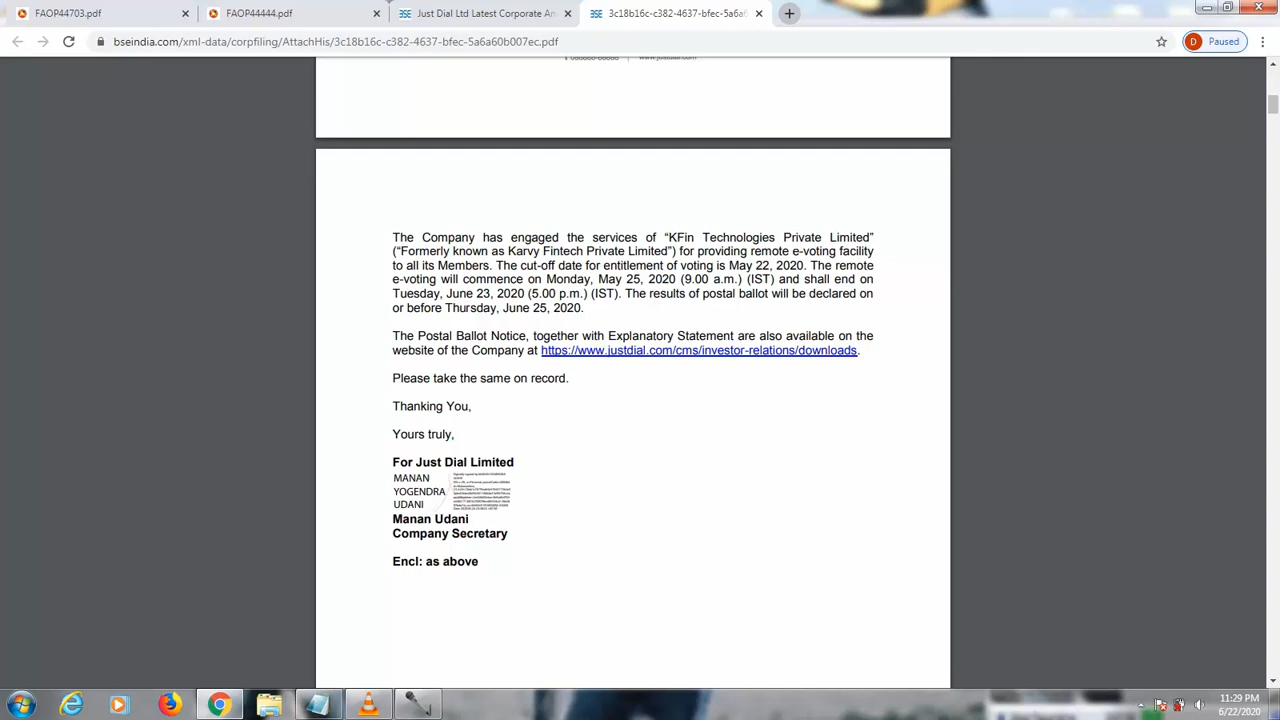 FAOP44703.pdf
FAOP44444.pdf
Just Dial Ltd Latest Corporate An
3c18b16c-c382-4637-bfec-5a6a6
bseindia.com/xml-data/corpfiling/AttachHis/3c18b16c-c382-4637-bfec-5a6a60b007ec.pdf
D Paused
www.justdial.com
The Company has engaged the services of “KFin Technologies Private Limited”
(“Formerly known as Karvy Fintech Private Limited”) for providing remote e-voting facility
to all its Members. The cut-off date for entitlement of voting is May 22, 2020. The remote
e-voting will commence on Monday, May 25, 2020 (9.00 a.m.) (IST) and shall end on
Tuesday, June 23, 2020 (5.00 p.m.) (IST). The results of postal ballot will be declared on
or before Thursday, June 25, 2020.
The Postal Ballot Notice, together with Explanatory Statement are also available on the
website of the Company at https://www.justdial.com/cms/investor-relations/downloads.
Please take the same on record.
Thanking You,
Yours truly,
For Just Dial Limited
MANAN
YOGENDRA
UDANI
Manan Udani
Company Secretary
Encl: as above
11:29 PM
6/22/2020